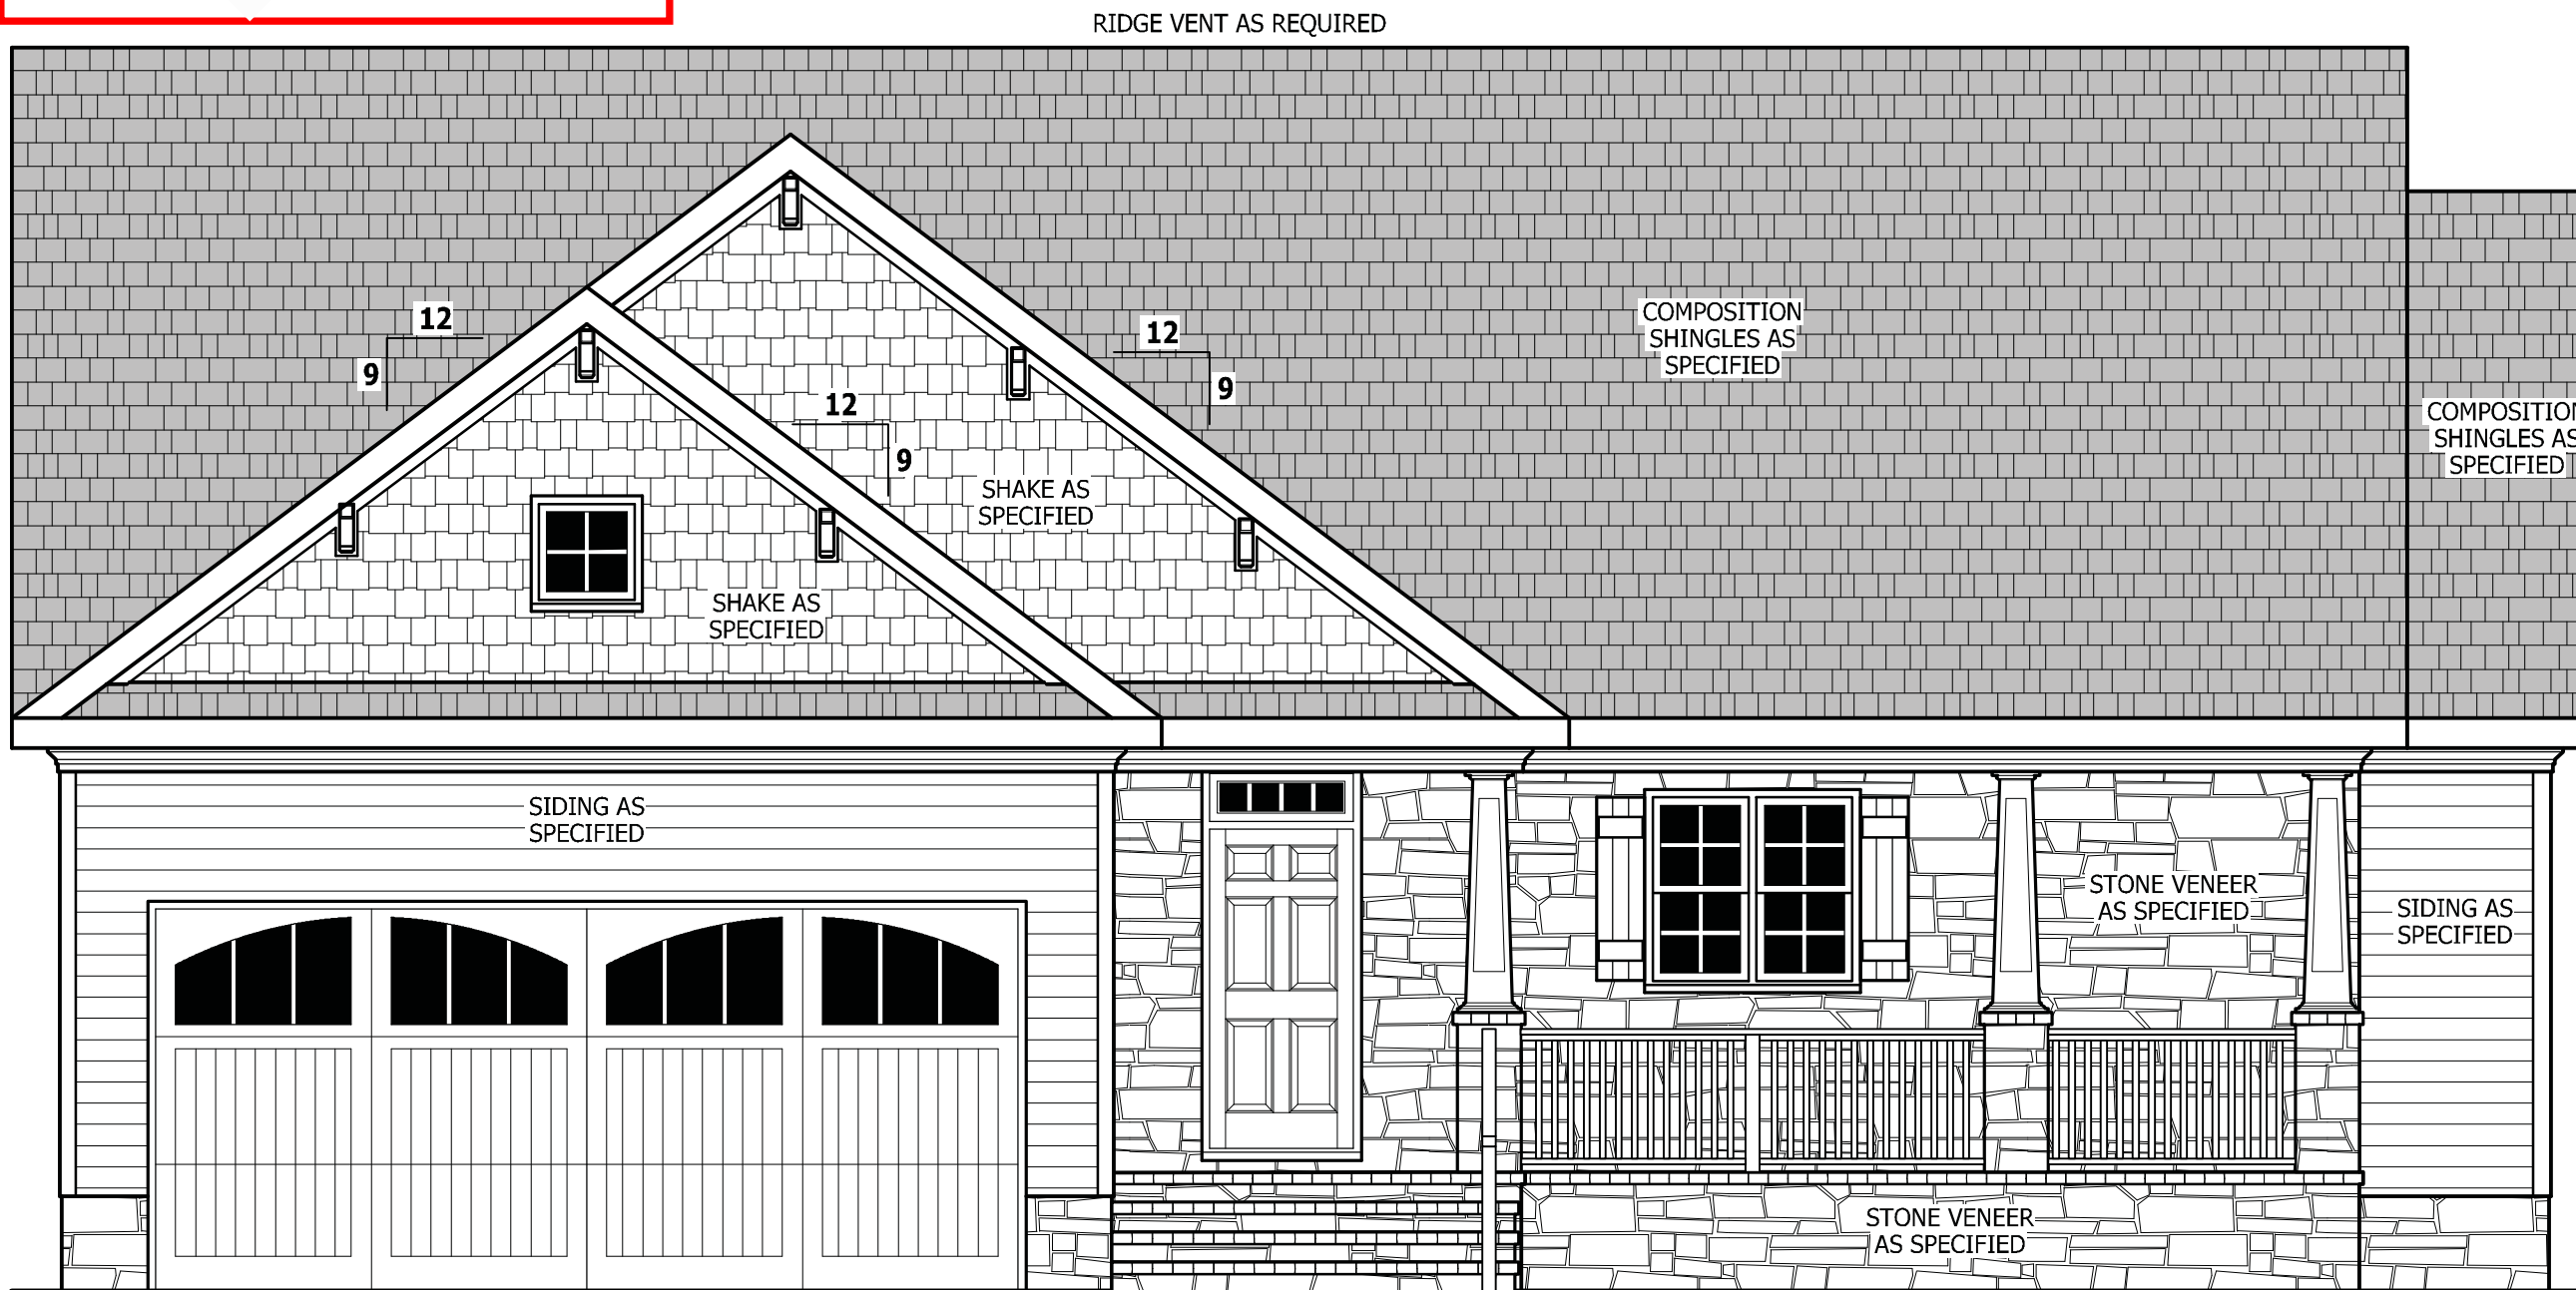 RIDGE VENT AS REQUIRED
12
9
12
9
12
9
COMPOSITION
SHINGLES AS
SPECIFIED
COMPOSITION
SHINGLES AS
SPECIFIED
SHAKE AS
SPECIFIED
SHAKE AS
SPECIFIED
SIDING AS
SPECIFIED
STONE VENEER
AS SPECIFIED
SIDING AS
SPECIFIED
STONE VENEER
AS SPECIFIED